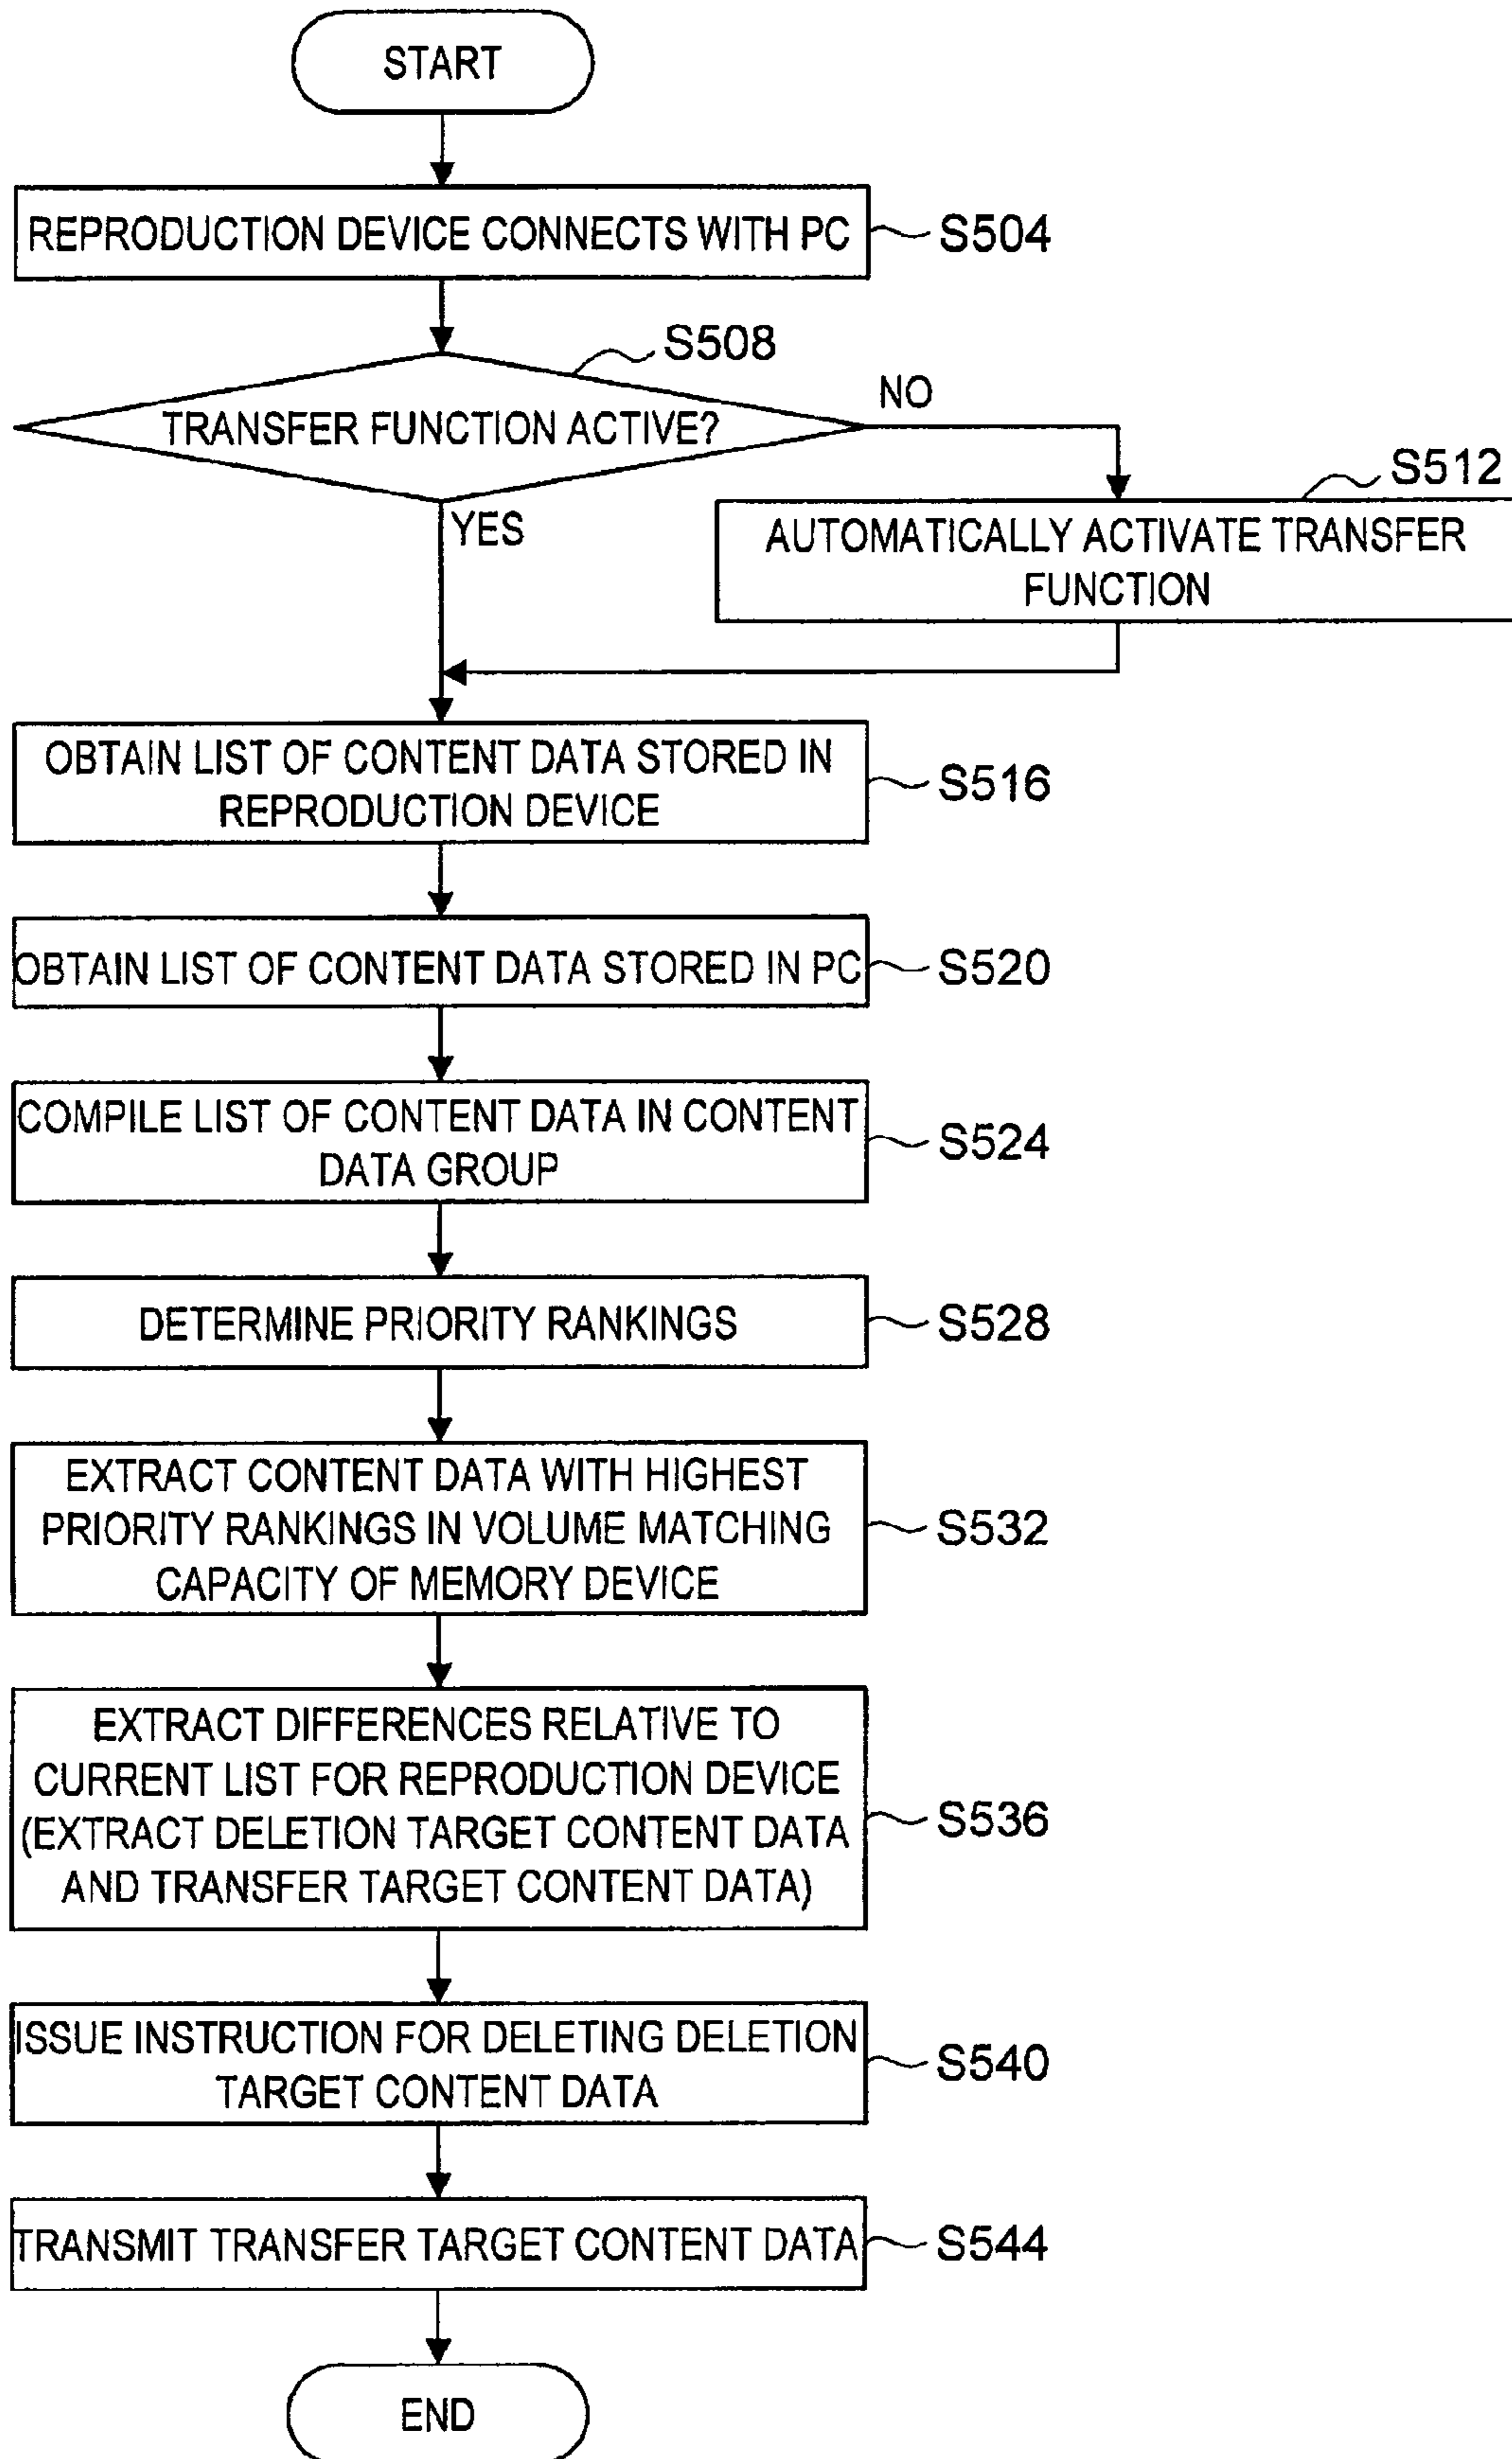 START
REPRODUCTION DEVICE CONNECTS WITH PC
S504
S508
TRANSFER FUNCTION ACTIVE?
NO
YES
S512
AUTOMATICALLY ACTIVATE TRANSFER
FUNCTION
OBTAIN LIST OF CONTENT DATA STORED IN
REPRODUCTION DEVICE
S516
OBTAIN LIST OF CONTENT DATA STORED IN PC
S520
COMPILE LIST OF CONTENT DATA IN CONTENT
DATA GROUP
S524
DETERMINE PRIORITY RANKINGS
S528
EXTRACT CONTENT DATA WITH HIGHEST
PRIORITY RANKINGS IN VOLUME MATCHING
CAPACITY OF MEMORY DEVICE
S532
EXTRACT DIFFERENCES RELATIVE TO
CURRENT LIST FOR REPRODUCTION DEVICE
(EXTRACT DELETION TARGET CONTENT DATA
AND TRANSFER TARGET CONTENT DATA)
S536
ISSUE INSTRUCTION FOR DELETING DELETION
TARGET CONTENT DATA
S540
TRANSMIT TRANSFER TARGET CONTENT DATA
S544
END